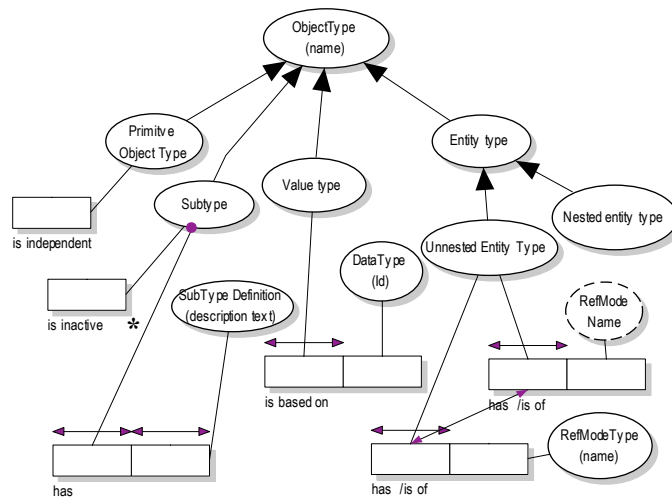 ObjectType
(name)
Primitve
Object Type
Entity type
Subtype
Value type
Nested entity type
is independent
Unnested Entity Type
DataType
(Id)
SubType Definition
(description text)
RefMode
Name
is inactive *
is based on
has /is of
RefModeType
(name)
has
has /is of